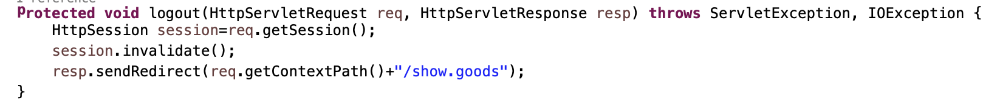 1 reference
protected void logout(HttpServletRequest req, HttpServletResponse resp) throws ServletException, IOException {
    HttpSession session=req.getSession();
    session.invalidate();
    resp.sendRedirect(req.getContextPath()+"/show.goods");
}